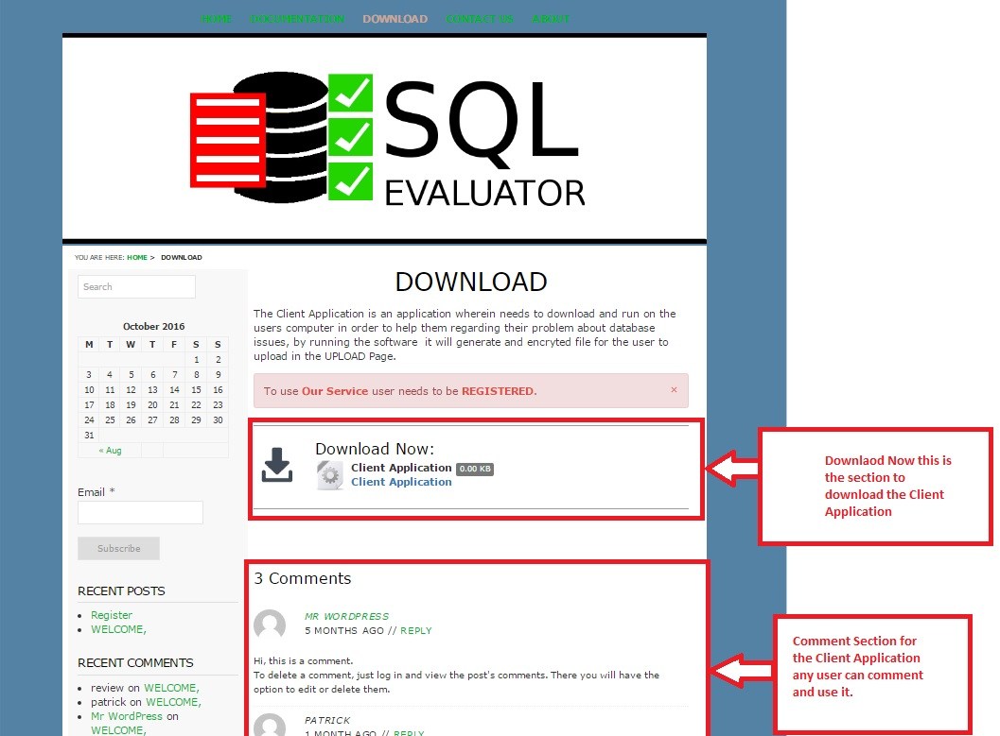 HOME DOCUMENTATION DOWNLOAD CONTACT US ABOUT
SQL
EVALUATOR
YOU ARE HERE: HOME > DOWNLOAD
Search
October 2016
M T W T F S S
1 2
3 4 5 6 7 8 9
10 11 12 13 14 15 16
17 18 19 20 21 22 23
24 25 26 27 28 29 30
31
« Aug
Email *
Subscribe
RECENT POSTS
Register
WELCOME,
RECENT COMMENTS
review on WELCOME,
patrick on WELCOME,
Mr WordPress on
WELCOME,
DOWNLOAD
The Client Application is an application wherein needs to download and run on the
users computer in order to help them regarding their problem about database
issues, by running the software it will generate and encryted file for the user to
upload in the UPLOAD Page.
To use Our Service user needs to be REGISTERED.
×
Download Now:
Client Application 0.00 KB
Client Application
3 Comments
MR WORDPRESS
5 MONTHS AGO // REPLY
Hi, this is a comment.
To delete a comment, just log in and view the post's comments. There you will have the
option to edit or delete them.
PATRICK
1 MONTH AGO // REPLY
Downlaod Now this is
the section to
download the Client
Application
Comment Section for
the Client Application
any user can comment
and use it.